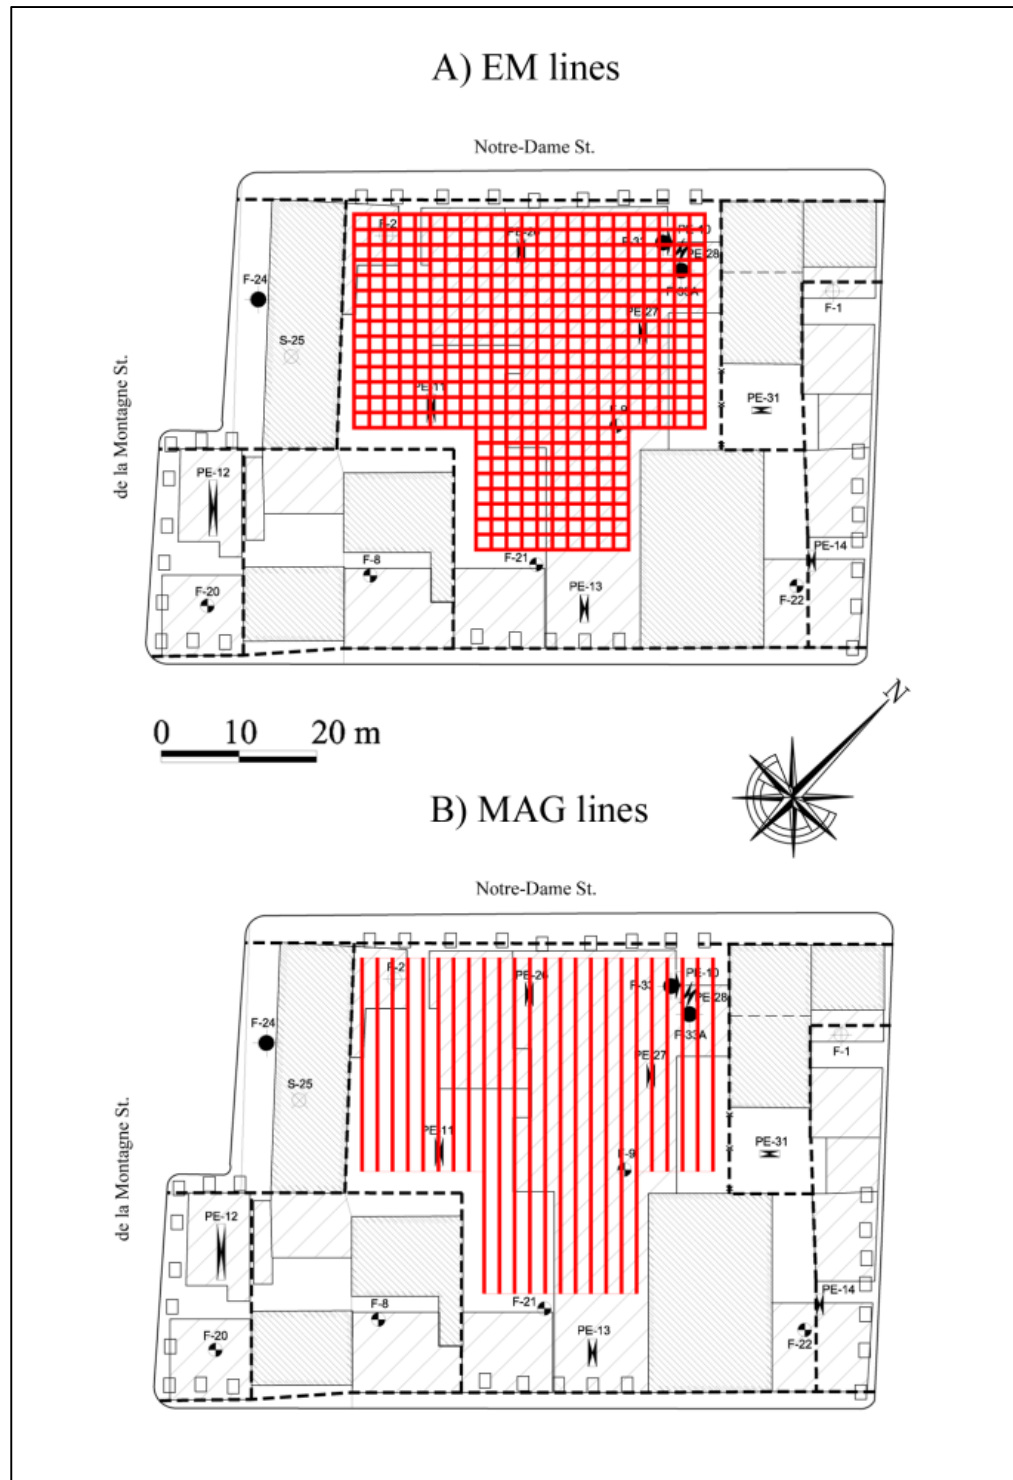 A) EM lines
Notre-Dame St.
F-2
PE-26
F-33
PE-10
PE-28
F-24
F-33A
F-1
PE-27
S-25
de la Montagne St.
PE-11
PE-31
F-9
PE-12
F-21
PE-14
F-8
F-20
PE-13
F-22
0 10 20 m
N
B) MAG lines
Notre-Dame St.
F-2
PE-26
F-33
PE-10
PE-28
F-24
F-33A
F-1
PE-27
S-25
de la Montagne St.
PE-11
PE-31
F-9
PE-12
PE-14
F-8
F-21
F-20
PE-13
F-22